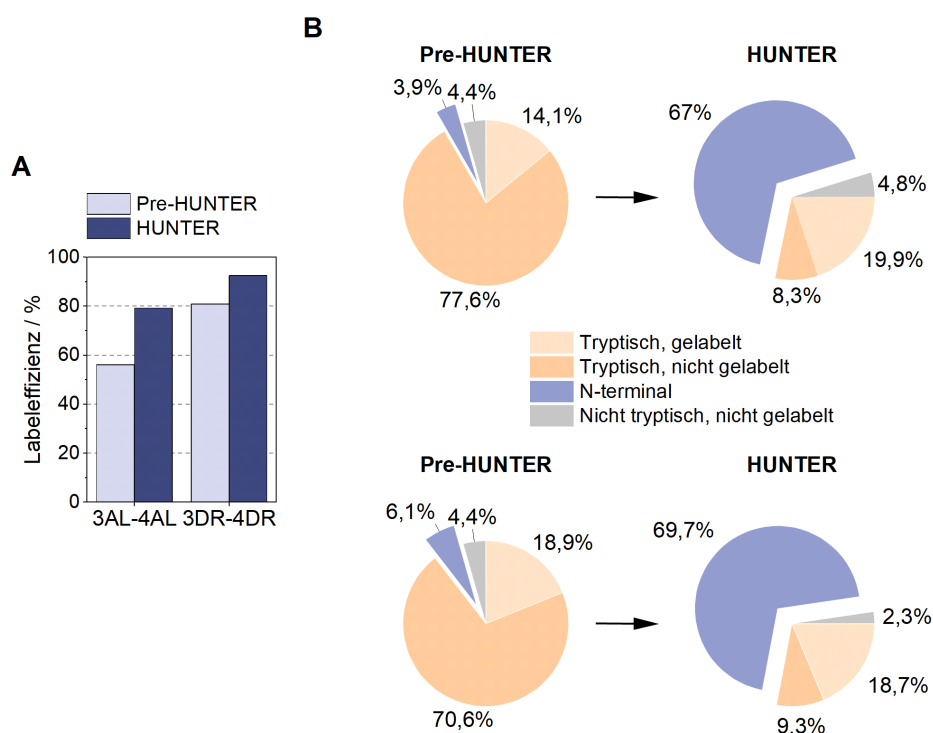 B
Pre-HUNTER
HUNTER
3,9%
4,4%
14,1%
77,6%
67%
4,8%
19,9%
8,3%
A
Pre-HUNTER
HUNTER
Labeleffizienz / %
100
80
60
40
20
0
3AL-4AL
3DR-4DR
Tryptisch, gelabelt
Tryptisch, nicht gelabelt
N-terminal
Nicht tryptisch, nicht gelabelt
Pre-HUNTER
HUNTER
6,1%
4,4%
18,9%
70,6%
69,7%
2,3%
18,7%
9,3%